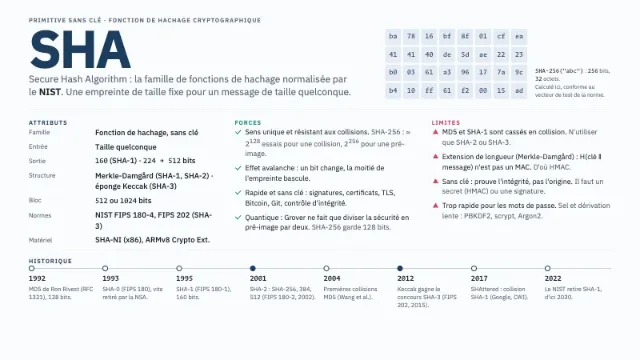 PRIMITIVE SANS CLÉ · FONCTION DE HACHAGE CRYPTOGRAPHIQUE
SHA
Secure Hash Algorithm : la famille de fonctions de hachage normalisée par
le NIST. Une empreinte de taille fixe pour un message de taille quelconque.
ba 78 16 bf 8f 01 cf ea
41 41 40 de 5d ae 22 23
b0 03 61 a3 96 17 7a 9c
b4 10 ff 61 f2 00 15 ad
SHA-256("abc") : 256 bits,
32 octets.
Calculé ici, conforme au
vecteur de test de la norme.
ATTRIBUTS
Famille Fonction de hachage, sans clé
Entrée Taille quelconque
Sortie 160 (SHA-1) · 224 → 512 bits
Structure Merkle-Damgård (SHA-1, SHA-2) ·
éponge Keccak (SHA-3)
Bloc 512 ou 1024 bits
Normes NIST FIPS 180-4, FIPS 202 (SHA-
3)
Matériel SHA-NI (x86), ARMv8 Crypto Ext.
FORCES
Sens unique et résistant aux collisions. SHA-256 : ≈
2^128 essais pour une collision, 2^256 pour une pré-
image.
Effet avalanche : un bit change, la moitié de
l'empreinte bascule.
Rapide et sans clé : signatures, certificats, TLS,
Bitcoin, Git, contrôle d'intégrité.
Quantique : Grover ne fait que diviser la sécurité en
pré-image par deux. SHA-256 garde 128 bits.
LIMITES
MD5 et SHA-1 sont cassés en collision. N'utiliser
que SHA-2 ou SHA-3.
Extension de longueur (Merkle-Damgård) : H(clé ‖
message) n'est pas un MAC. D'où HMAC.
Sans clé : prouve l'intégrité, pas l'origine. Il faut un
secret (HMAC) ou une signature.
Trop rapide pour les mots de passe. Sel et dérivation
lente : PBKDF2, scrypt, Argon2.
HISTORIQUE
1992
MD5 de Ron Rivest (RFC
1321), 128 bits.
1993
SHA-0 (FIPS 180), vite
retiré par la NSA.
1995
SHA-1 (FIPS 180-1),
160 bits.
2001
SHA-2 : SHA-256, 384,
512 (FIPS 180-2, 2002).
2004
Premières collisions
MD5 (Wang et al.).
2012
Keccak gagne le
concours SHA-3 (FIPS
202, 2015).
2017
SHAttered : collision
SHA-1 (Google, CWI).
2022
Le NIST retire SHA-1,
d'ici 2030.